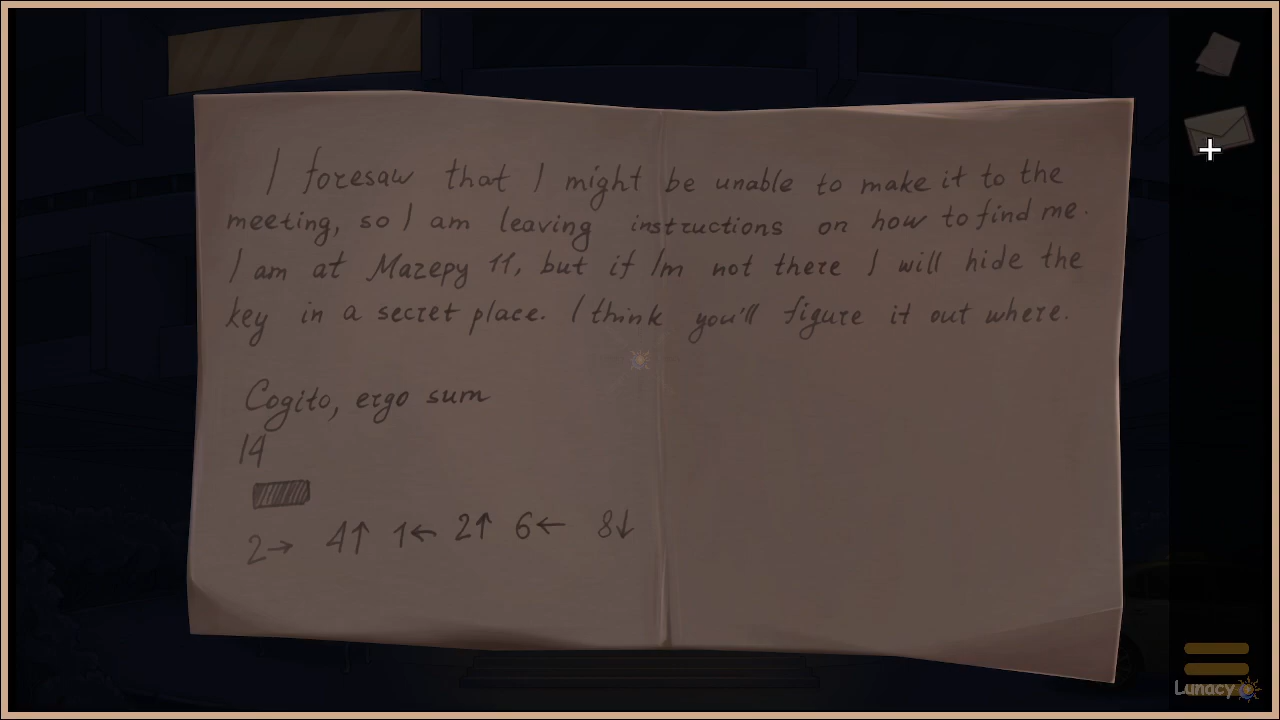 I foresaw that I might be unable to make it to the
meeting, so I am leaving instructions on how to find me.
I am at Mazepy 11, but if Im not there I will hide the
key in a secret place. I think you'll figure it out where.
Cogito, ergo sum
14
2→ 4↑ 1← 2↑ 6← 8↓
Lunacy